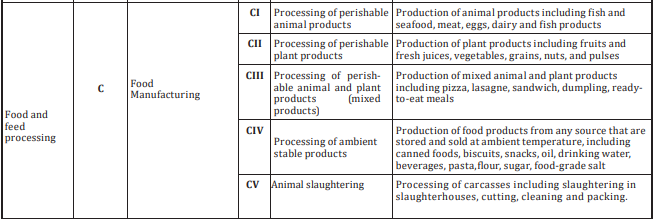 CI Processing of perishable Production of animal products including fish and
animal products seafood, meat, eggs, dairy and fish products
CII Processing of perishable Production of plant products including fruits and
plant products fresh juices, vegetables, grains, nuts, and pulses
CIII Processing of perish- Production of mixed animal and plant products
able animal and plant including pizza, lasagne, sandwich, dumpling, ready-
products (mixed to-eat meals
products)
Food and
feed
processing
C
Food
Manufacturing
CIV Production of food products from any source that are
Processing of ambient stored and sold at ambient temperature, including
stable products canned foods, biscuits, snacks, oil, drinking water,
beverages, pasta,flour, sugar, food-grade salt
CV Animal slaughtering Processing of carcasses including slaughtering in
slaughterhouses, cutting, cleaning and packing.